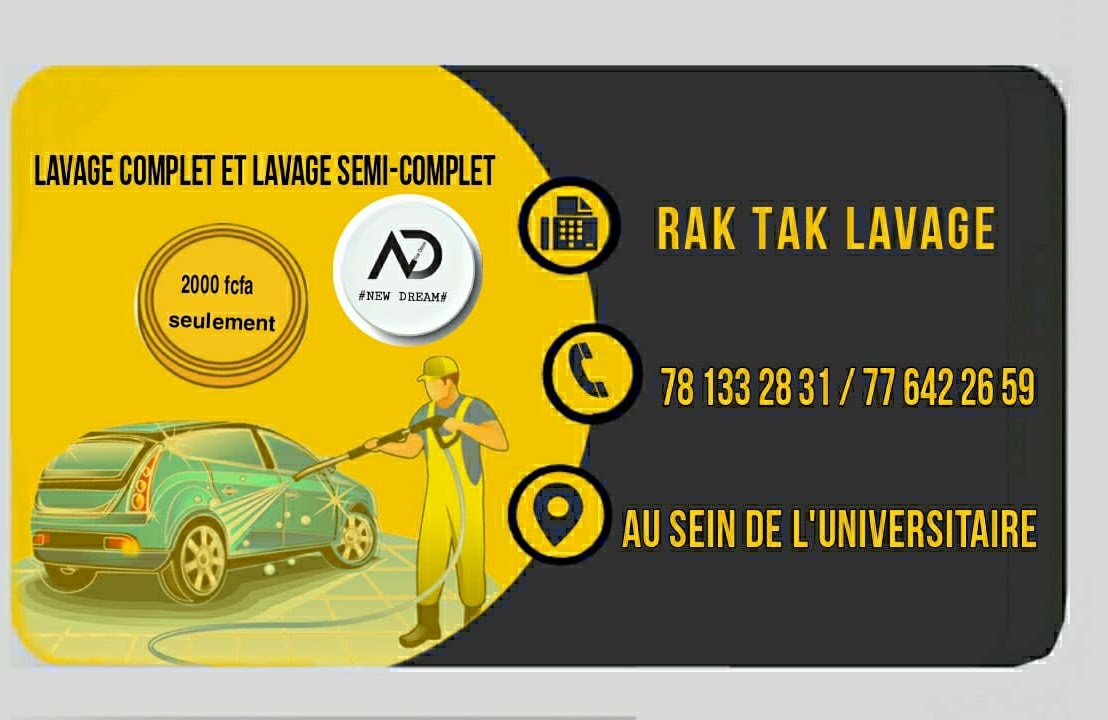 LAVAGE COMPLET ET LAVAGE SEMI-COMPLET
2000 fcfa
seulement
ND
#NEW DREAM#
RAK TAK LAVAGE
78 133 28 31 / 77 642 26 59
AU SEIN DE L'UNIVERSITAIRE